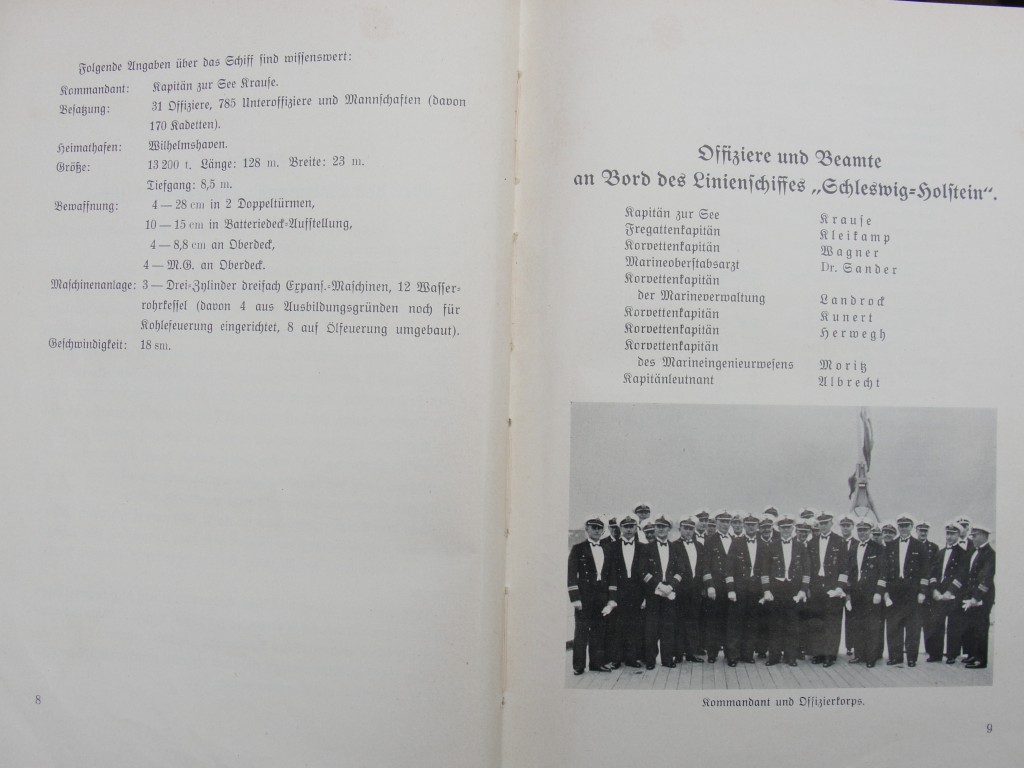 Folgende Angaben über das Schiff sind wissenswert:
Kommandant: Kapitän zur See Krause.
Besatzung: 31 Offiziere, 785 Unteroffiziere und Mannschaften (davon
170 Kadetten).
Heimathafen: Wilhelmshaven.
Größe: 13 200 t. Länge: 128 m. Breite: 23 m.
Tiefgang: 8,5 m.
Bewaffnung: 4 — 28 cm in 2 Doppeltürmen,
10 — 15 cm in Batteriedeck-Aufstellung,
4 — 8,8 cm an Oberdeck,
4 — M.G. an Oberdeck.
Maschinenanlage: 3 — Drei-Zylinder dreifach Expans.-Maschinen, 12 Wasser-
rohrkessel (davon 4 aus Ausbildungsgründen noch für
Kohlefeuerung eingerichtet, 8 auf Ölfeuerung umgebaut).
Geschwindigkeit: 18 sm.
8
Offiziere und Beamte
an Bord des Linienschiffes „Schleswig-Holstein“.
Kapitän zur See Krause
Fregattenkapitän Kleikamp
Korvettenkapitän Wagner
Marineoberstabsarzt Dr. Sander
Korvettenkapitän
der Marineverwaltung Landrock
Korvettenkapitän Kunert
Korvettenkapitän Herwegh
Korvettenkapitän
des Marineingenieurwesens Moritz
Kapitänleutnant Albrecht
Kommandant und Offizierkorps.
9